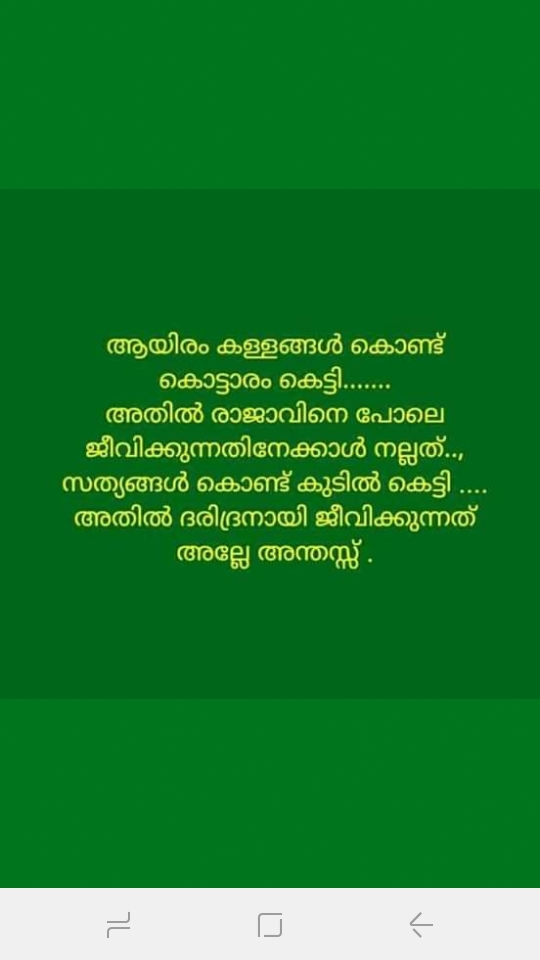 ആയിരം കള്ളങ്ങൾ കൊണ്ട്
കൊട്ടാരം കെട്ടി.......
അതിൽ രാജാവിനെ പോലെ
ജീവിക്കുന്നതിനേക്കാൾ നല്ലത്..,
സത്യങ്ങൾ കൊണ്ട് കുടിൽ കെട്ടി ....
അതിൽ ദരിദ്രനായി ജീവിക്കുന്നത്
അല്ലേ അന്തസ്സ് .